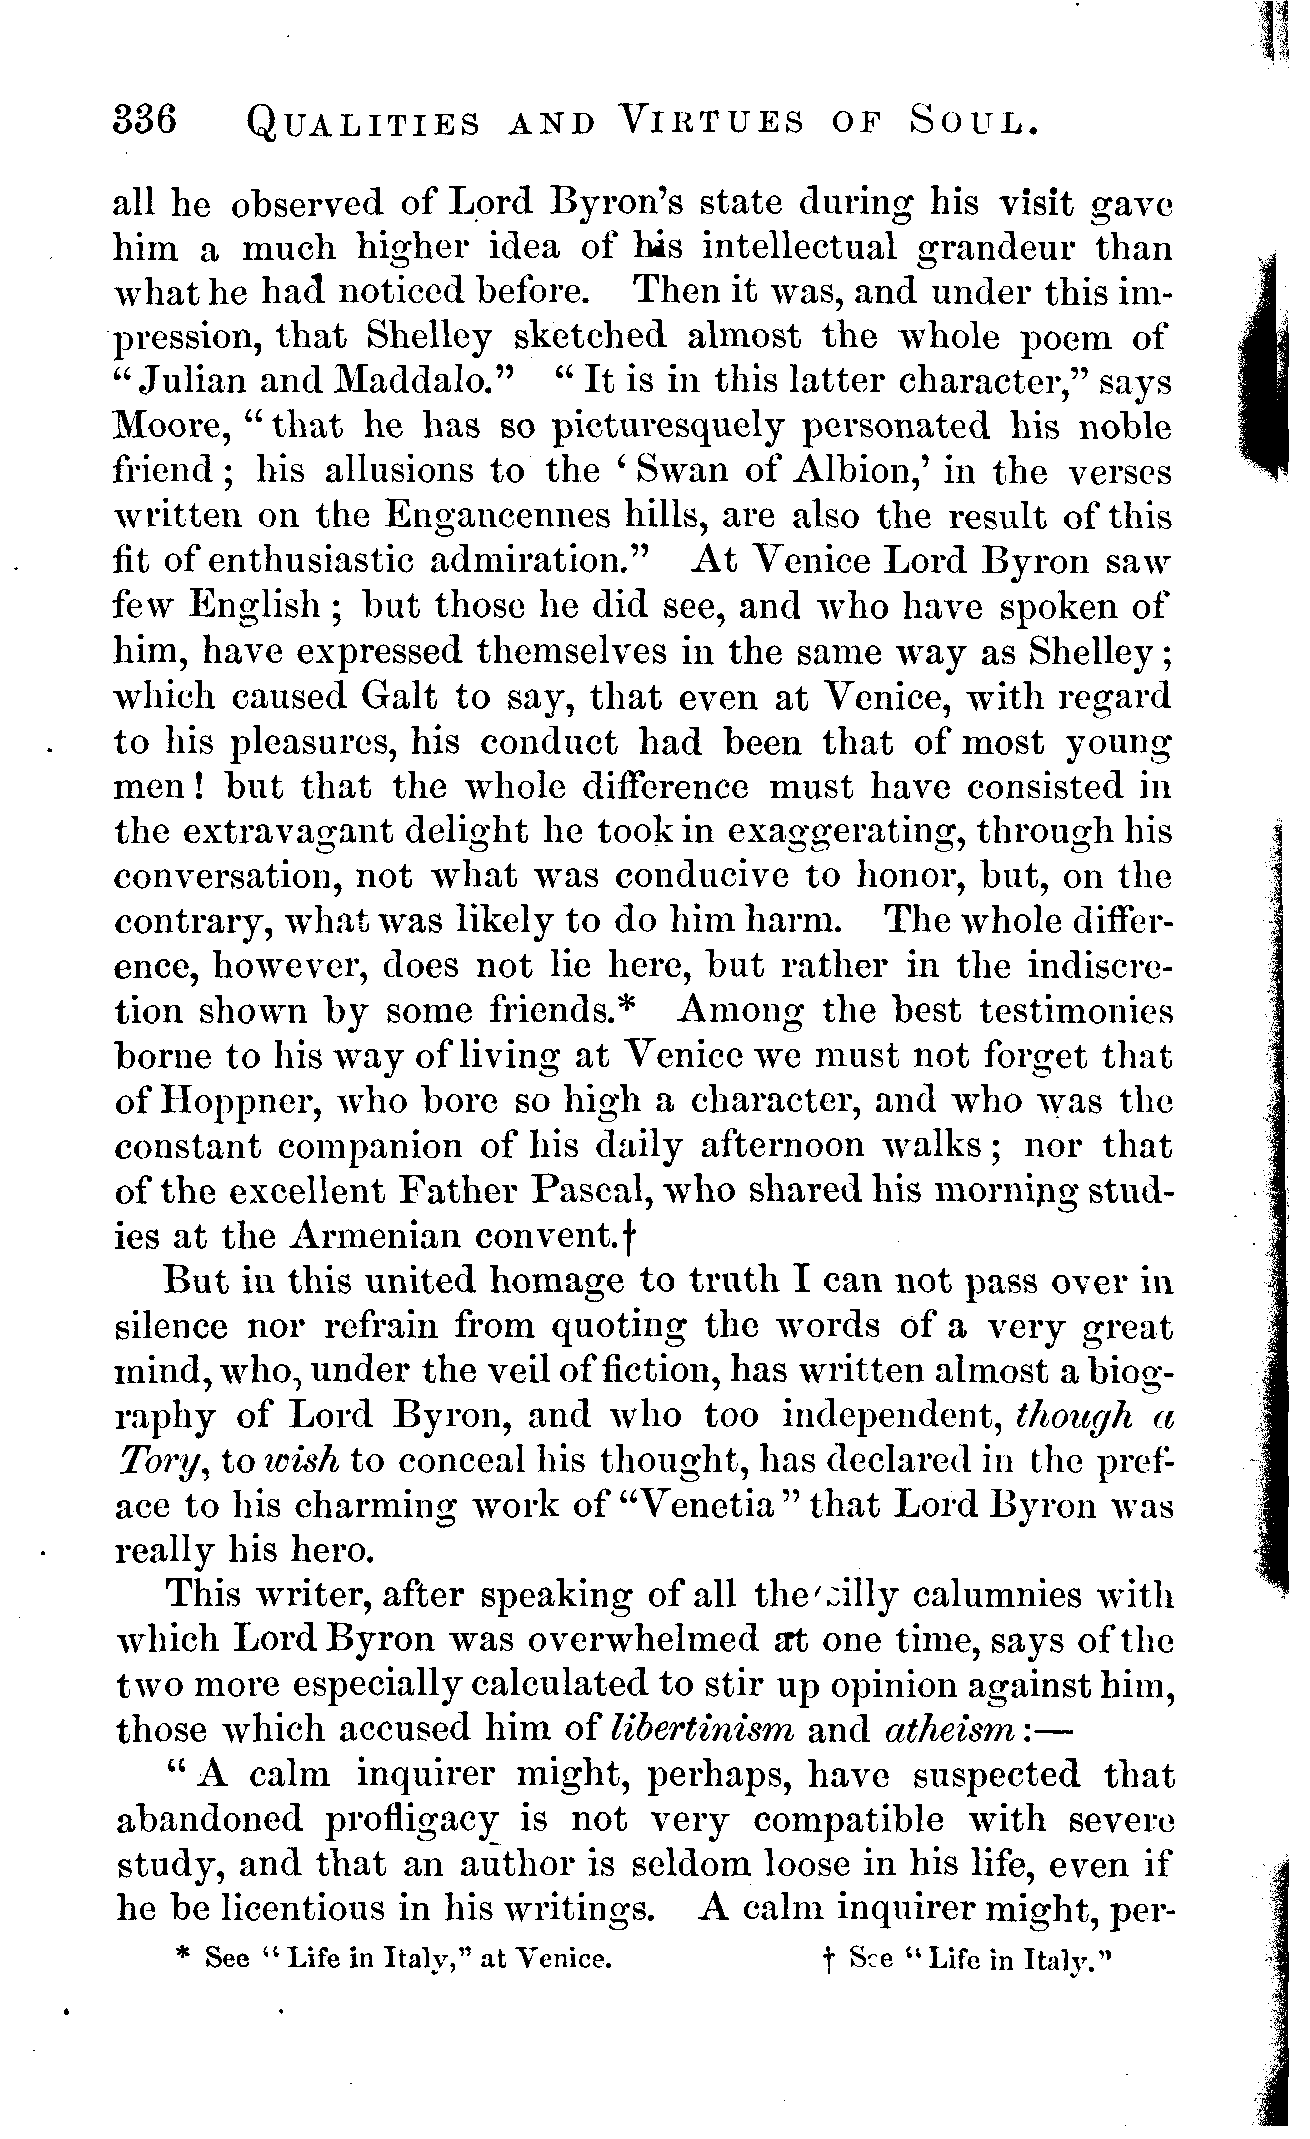 336 QUALITIES AND VIRTUES OF SOUL.
all he observed of Lord Byron's state during his visit gave
him a much higher idea of his intellectual grandeur than
what he had noticed before. Then it was, and under this im-
pression, that Shelley sketched almost the whole poem of
"Julian and Maddalo." "It is in this latter character," says
Moore, "that he has so picturesquely personated his noble
friend; his allusions to the 'Swan of Albion,' in the verses
written on the Engancennes hills, are also the result of this
fit of enthusiastic admiration." At Venice Lord Byron saw
few English; but those he did see, and who have spoken of
him, have expressed themselves in the same way as Shelley;
which caused Galt to say, that even at Venice, with regard
to his pleasures, his conduct had been that of most young
men! but that the whole difference must have consisted in
the extravagant delight he took in exaggerating, through his
conversation, not what was conducive to honor, but, on the
contrary, what was likely to do him harm. The whole differ-
ence, however, does not lie here, but rather in the indiscre-
tion shown by some friends.* Among the best testimonies
borne to his way of living at Venice we must not forget that
of Hoppner, who bore so high a character, and who was the
constant companion of his daily afternoon walks; nor that
of the excellent Father Pascal, who shared his morning stud-
ies at the Armenian convent.†
But in this united homage to truth I can not pass over in
silence nor refrain from quoting the words of a very great
mind, who, under the veil of fiction, has written almost a biog-
raphy of Lord Byron, and who too independent, though a
Tory, to wish to conceal his thought, has declared in the pref-
ace to his charming work of "Venetia" that Lord Byron was
really his hero.
This writer, after speaking of all the silly calumnies with
which Lord Byron was overwhelmed at one time, says of the
two more especially calculated to stir up opinion against him,
those which accused him of libertinism and atheism:—
"A calm inquirer might, perhaps, have suspected that
abandoned profligacy is not very compatible with severe
study, and that an author is seldom loose in his life, even if
he be licentious in his writings. A calm inquirer might, per-
* See "Life in Italy," at Venice. † See "Life in Italy."